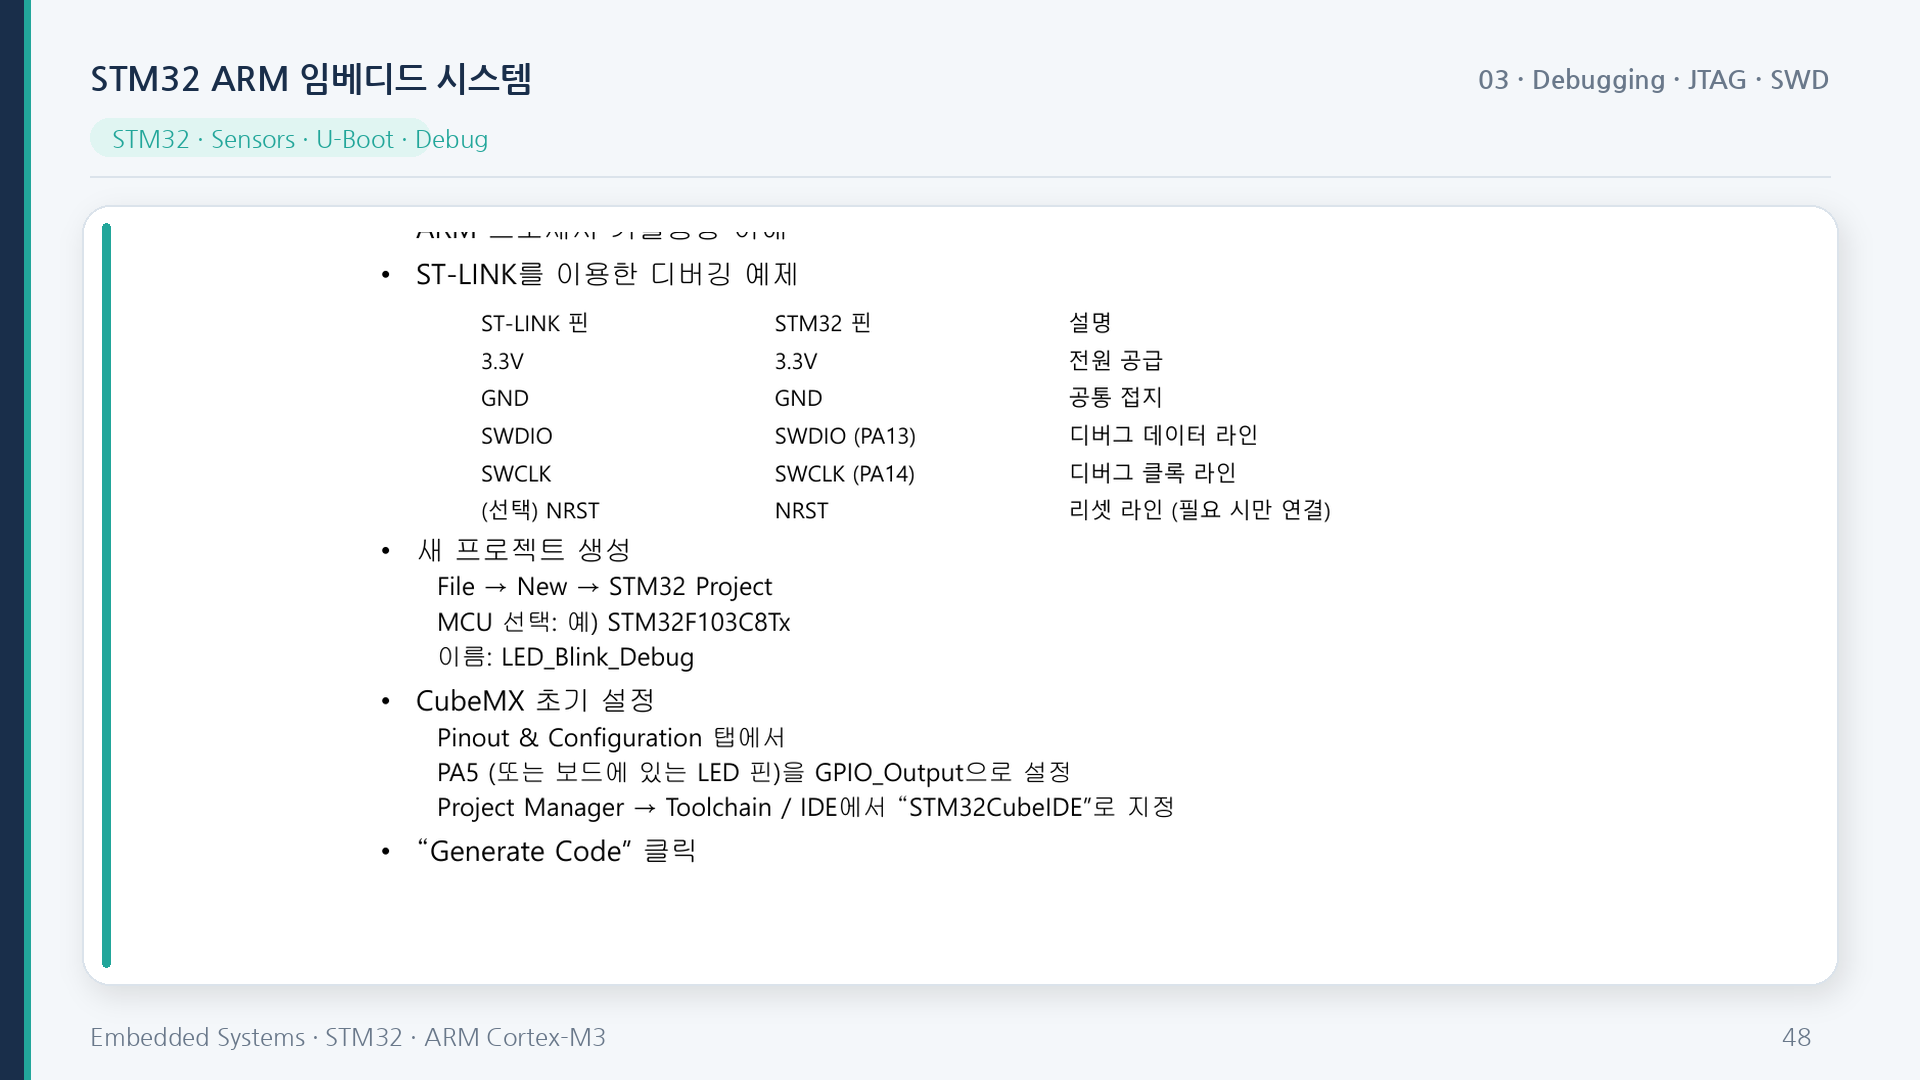 STM32 ARM 임베디드 시스템
03 · Debugging · JTAG · SWD
STM32 · Sensors · U-Boot · Debug
• ST-LINK를 이용한 디버깅 예제
ST-LINK 핀 STM32 핀 설명
3.3V 3.3V 전원 공급
GND GND 공통 접지
SWDIO SWDIO (PA13) 디버그 데이터 라인
SWCLK SWCLK (PA14) 디버그 클록 라인
(선택) NRST NRST 리셋 라인 (필요 시만 연결)
• 새 프로젝트 생성
File → New → STM32 Project
MCU 선택: 예) STM32F103C8Tx
이름: LED_Blink_Debug
• CubeMX 초기 설정
Pinout & Configuration 탭에서
PA5 (또는 보드에 있는 LED 핀)을 GPIO_Output으로 설정
Project Manager → Toolchain / IDE에서 “STM32CubeIDE”로 지정
• “Generate Code” 클릭
Embedded Systems · STM32 · ARM Cortex-M3
48